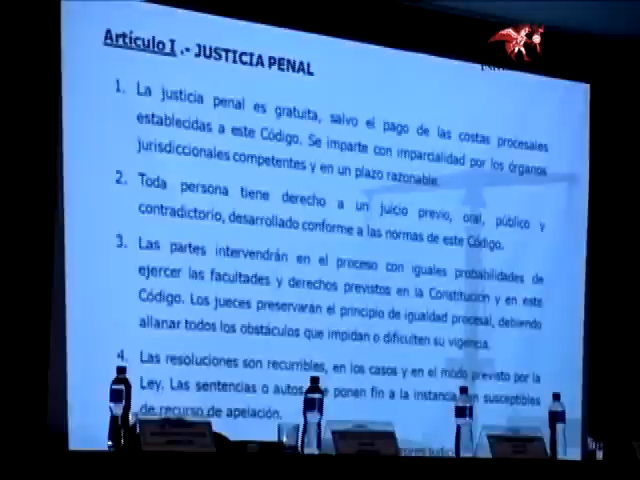 Artículo I .- JUSTICIA PENAL
1. La justicia penal es gratuita, salvo el pago de las costas procesales
establecidas a este Código. Se imparte con imparcialidad por los órganos
jurisdiccionales competentes y en un plazo razonable.
2. Toda persona tiene derecho a un juicio previo, oral, público y
contradictorio, desarrollado conforme a las normas de este Código.
3. Las partes intervendrán en el proceso con iguales probabilidades de
ejercer las facultades y derechos previstos en la Constitución y en este
Código. Los jueces preservarán el principio de igualdad procesal, debiendo
allanar todos los obstáculos que impidan o dificulten su vigencia.
4. Las resoluciones son recurribles, en los casos y en el modo previsto por la
Ley. Las sentencias o autos ponen fin a la instancia susceptibles
de recurso de apelación.